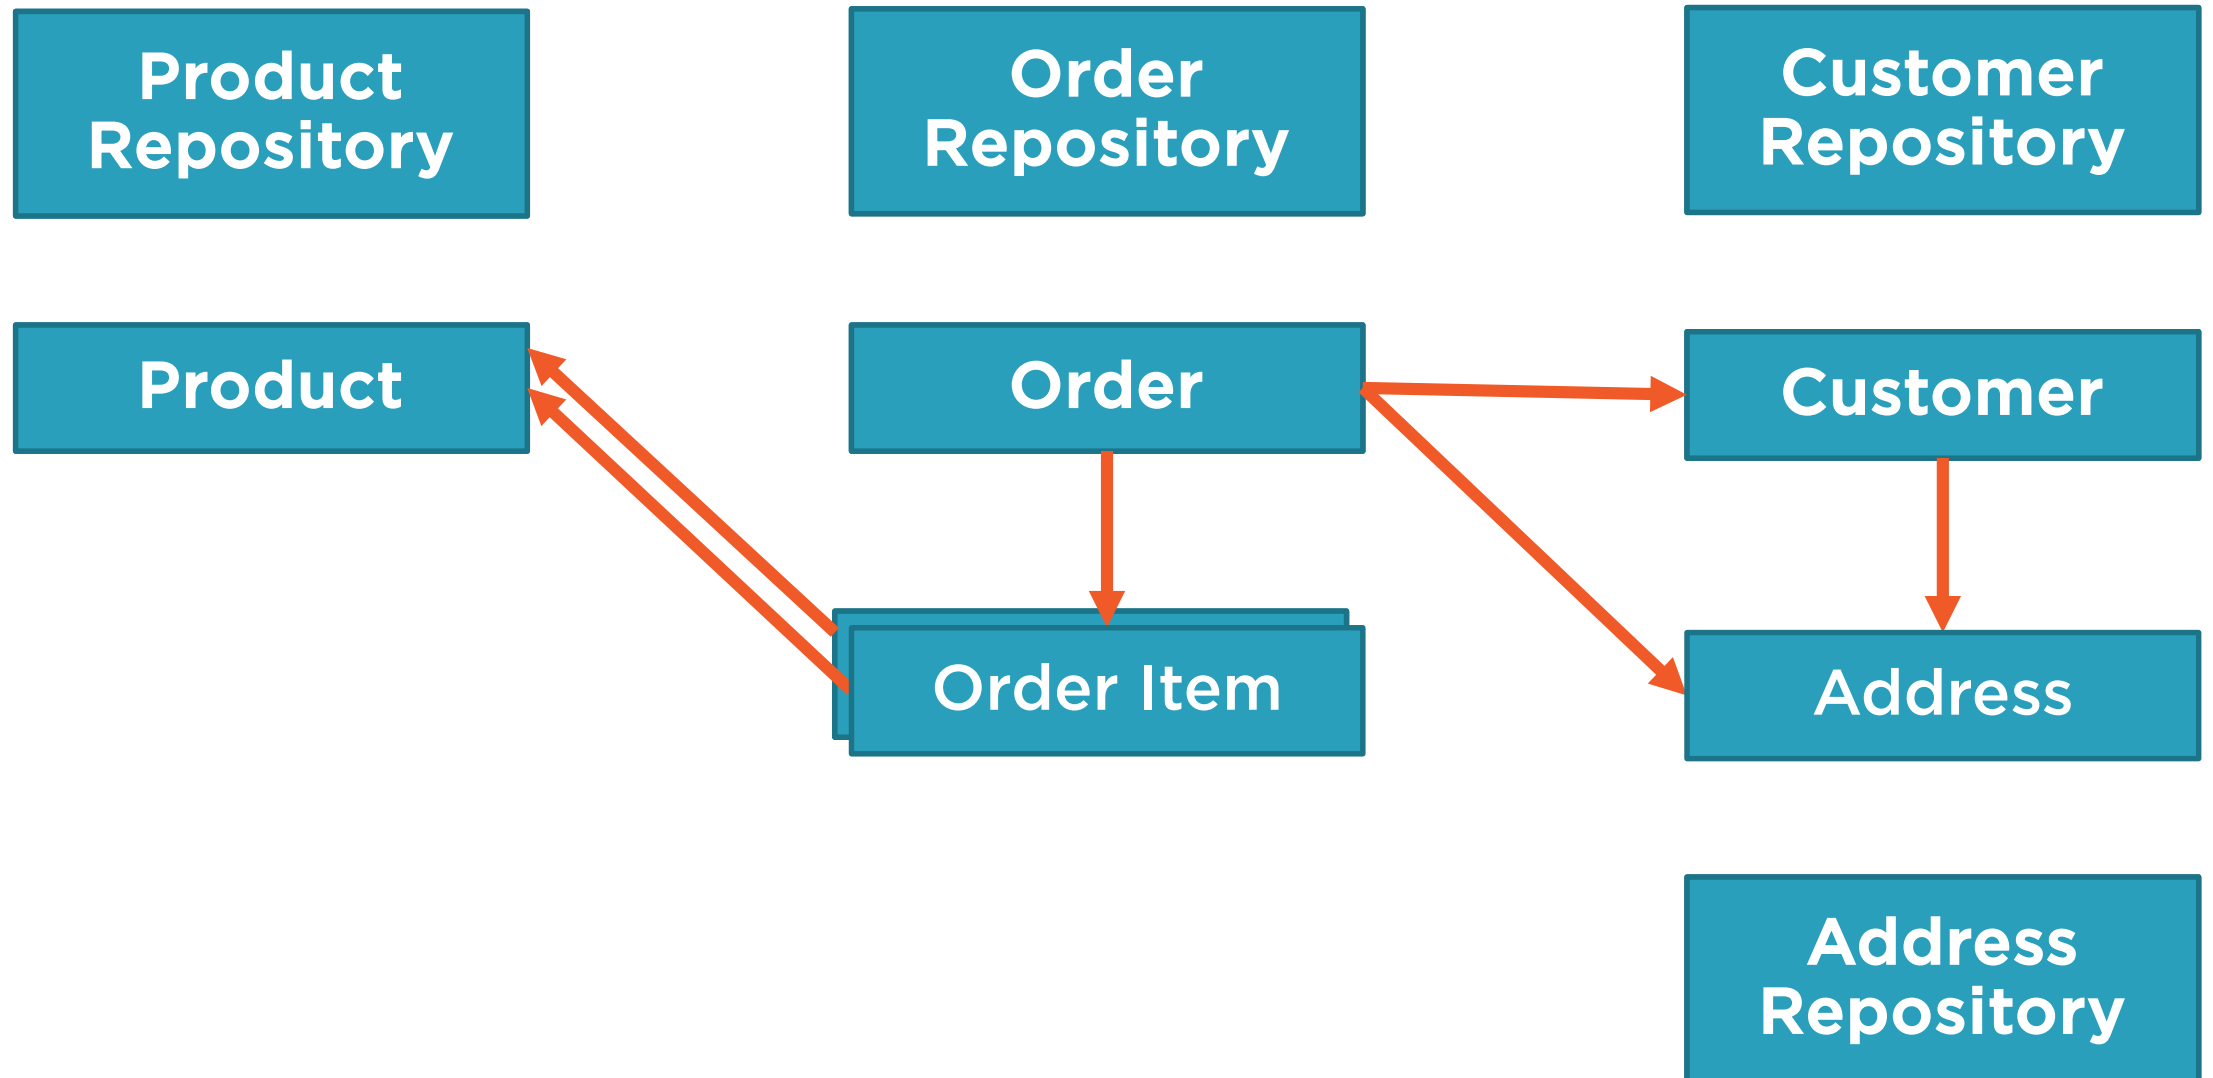 Product
Repository
Order
Repository
Customer
Repository
Product
Order
Customer
Order Item
Address
Address
Repository